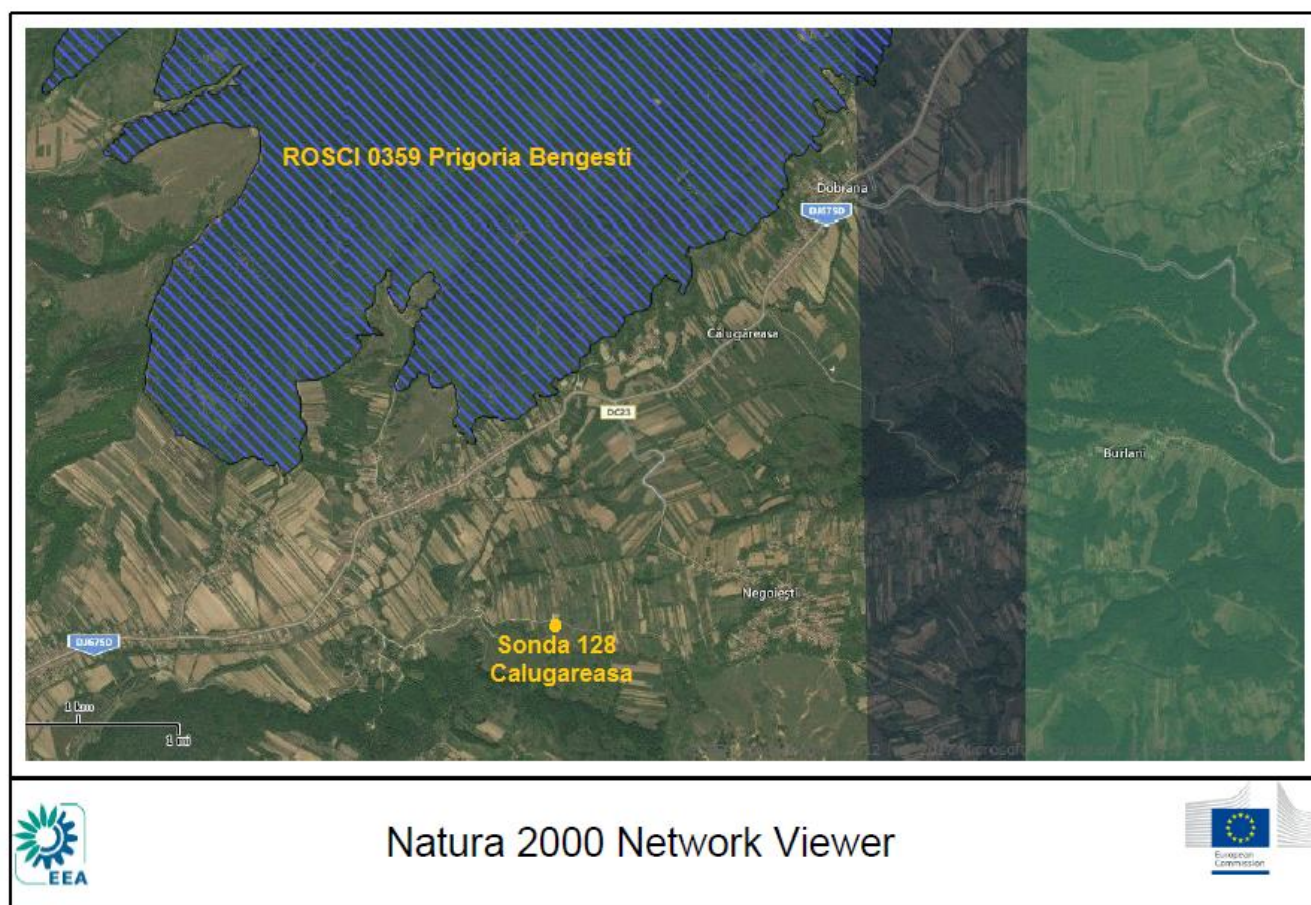 ROSCI 0359 Prigoria Bengesti
Dobrana
DJ675D
Călugăreasa
DC23
Burlani
Negoiești
DJ675D
Sonda 128
Calugareasa
1 km
1 mi
Natura 2000 Network Viewer
EEA
European
Commission